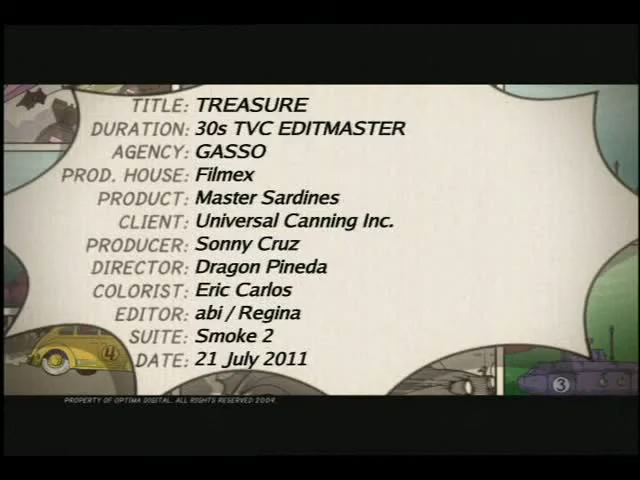 TITLE: TREASURE
DURATION: 30s TVC EDITMASTER
AGENCY: GASSO
PROD. HOUSE: Filmex
PRODUCT: Master Sardines
CLIENT: Universal Canning Inc.
PRODUCER: Sonny Cruz
DIRECTOR: Dragon Pineda
COLORIST: Eric Carlos
EDITOR: abi / Regina
SUITE: Smoke 2
DATE: 21 July 2011
4
3
PROPERTY OF OPTIMA DIGITAL. ALL RIGHTS RESERVED 2009.